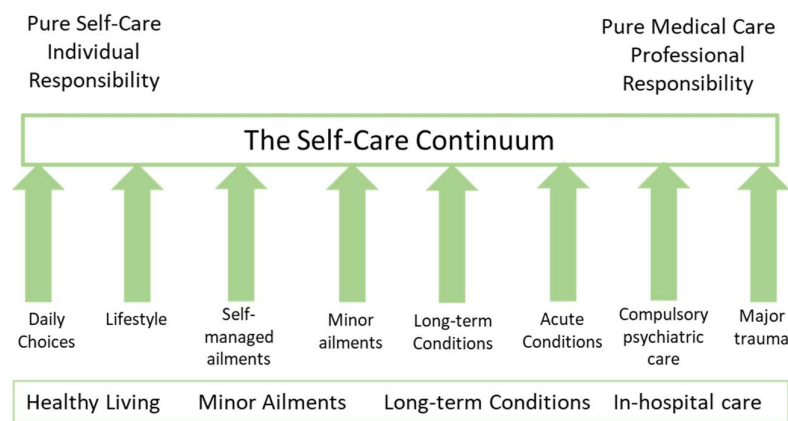 Pure Self-Care
Individual
Responsibility
Pure Medical Care
Professional
Responsibility
The Self-Care Continuum
Daily
Choices
Lifestyle
Self-
managed
ailments
Minor
ailments
Long-term
Conditions
Acute
Conditions
Compulsory
psychiatric
care
Major
trauma
Healthy Living
Minor Ailments
Long-term Conditions
In-hospital care